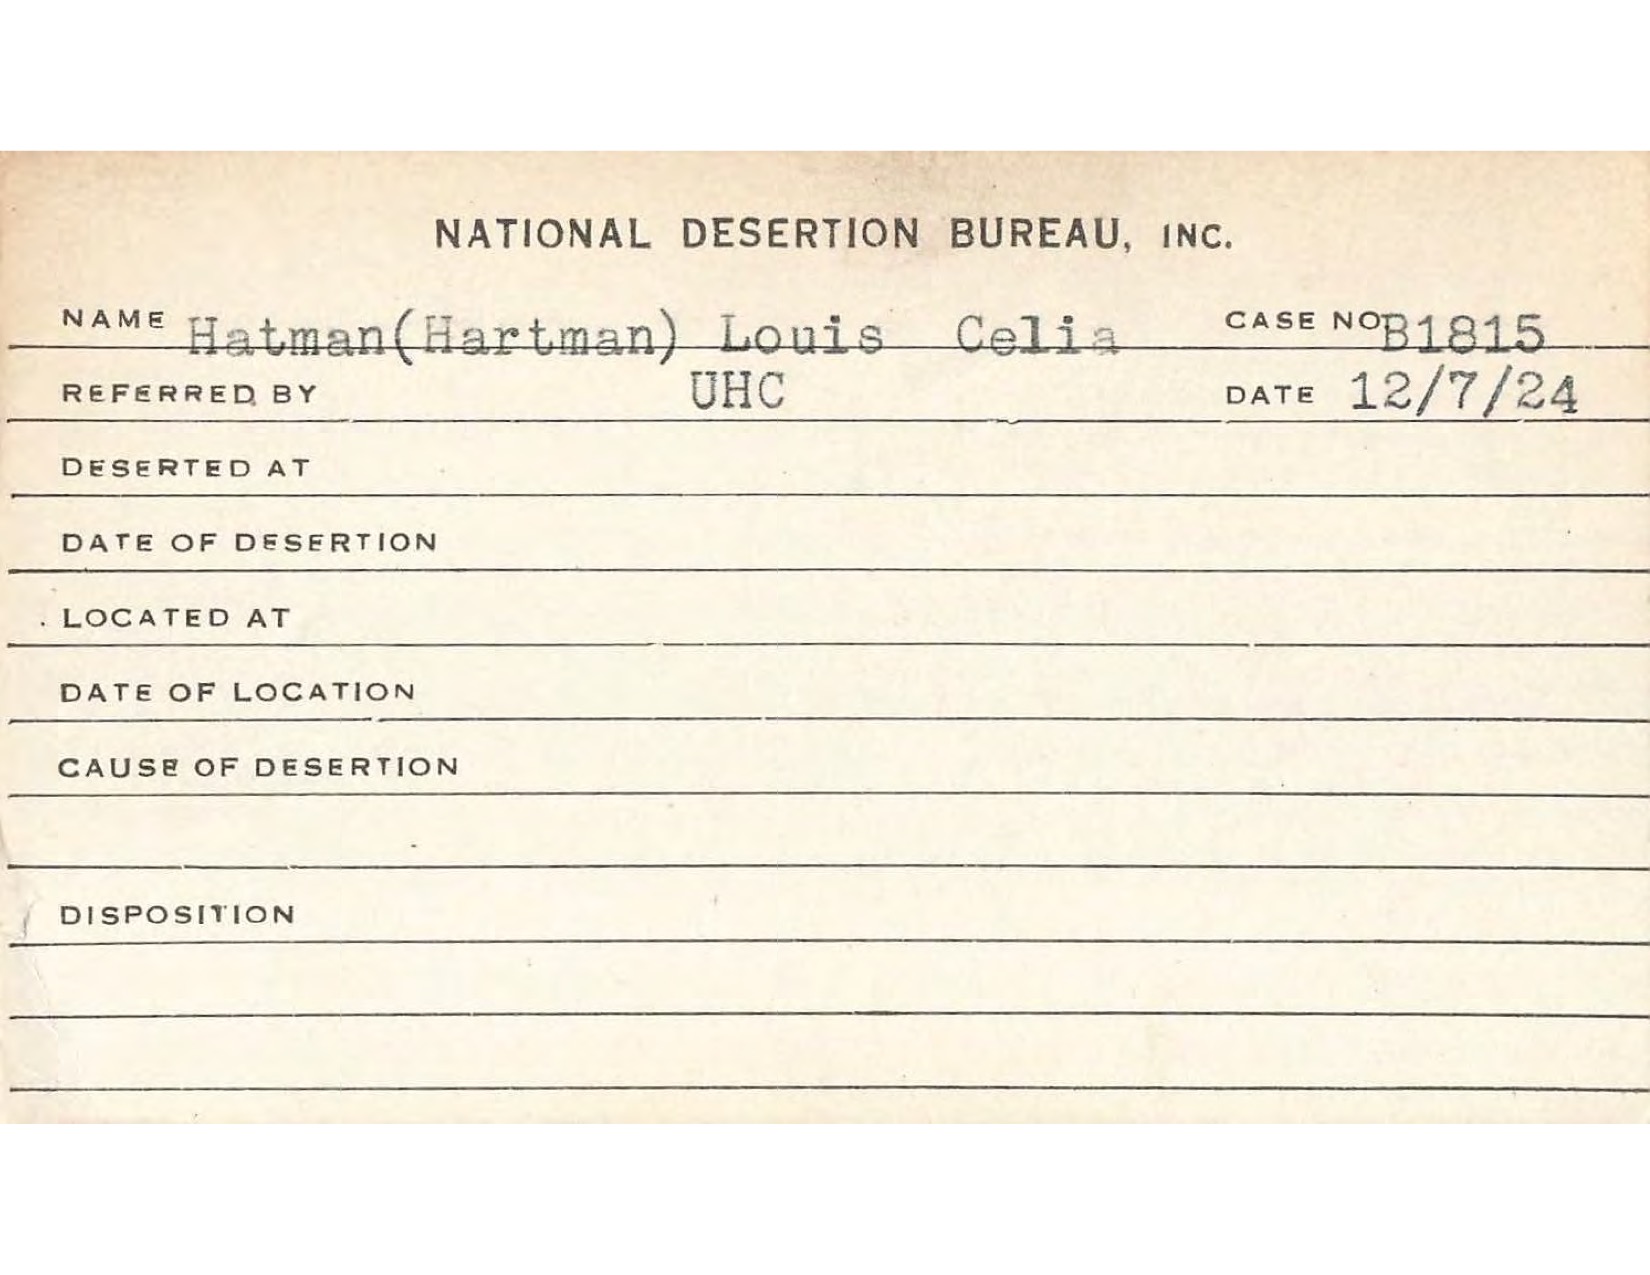 NATIONAL DESERTION BUREAU, INC.
NAME Hatman(Hartman) Louis Celia CASE NO B1815
REFERRED BY UHC DATE 12/7/24
DESERTED AT
DATE OF DESERTION
LOCATED AT
DATE OF LOCATION
CAUSE OF DESERTION
DISPOSITION